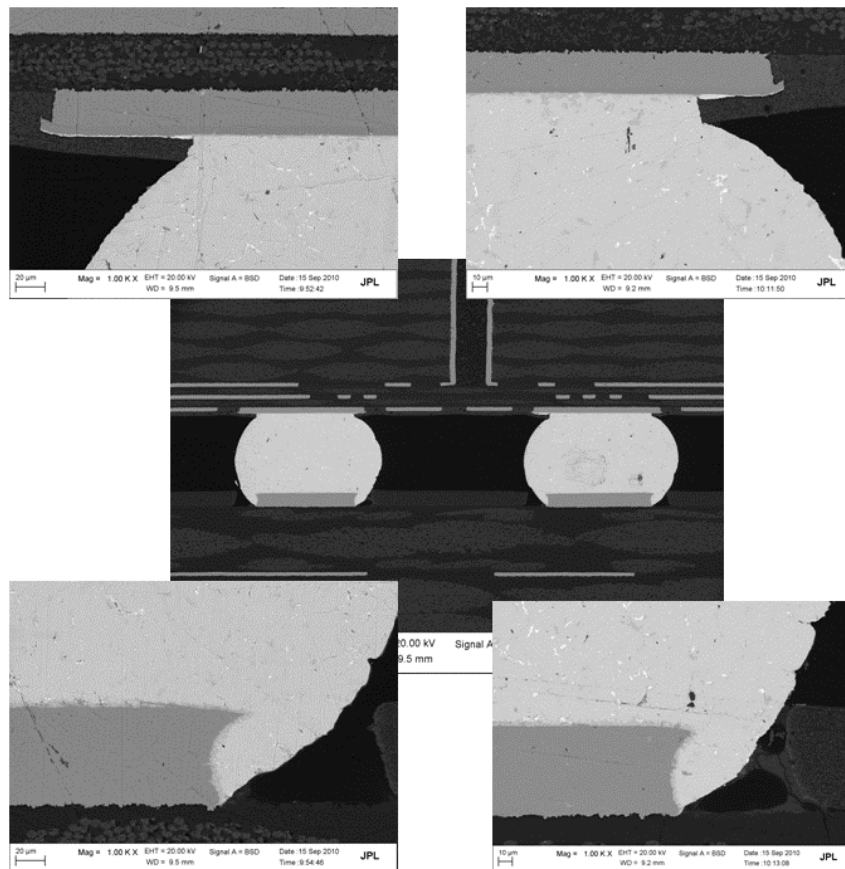 20 µm Mag = 1.00 K X EHT = 20.00 kV Signal A = BSD Date :15 Sep 2010
WD = 9.5 mm Time :9:52:42 JPL
10 µm Mag = 1.00 K X EHT = 20.00 kV Signal A = BSD Date :15 Sep 2010
WD = 9.2 mm Time :10:11:50 JPL
20.00 kV Signal A
9.5 mm
20 µm Mag = 1.00 K X EHT = 20.00 kV Signal A = BSD Date :15 Sep 2010
WD = 9.5 mm Time :9:54:46 JPL
10 µm Mag = 1.00 K X EHT = 20.00 kV Signal A = BSD Date :15 Sep 2010
WD = 9.2 mm Time :10:13:08 JPL